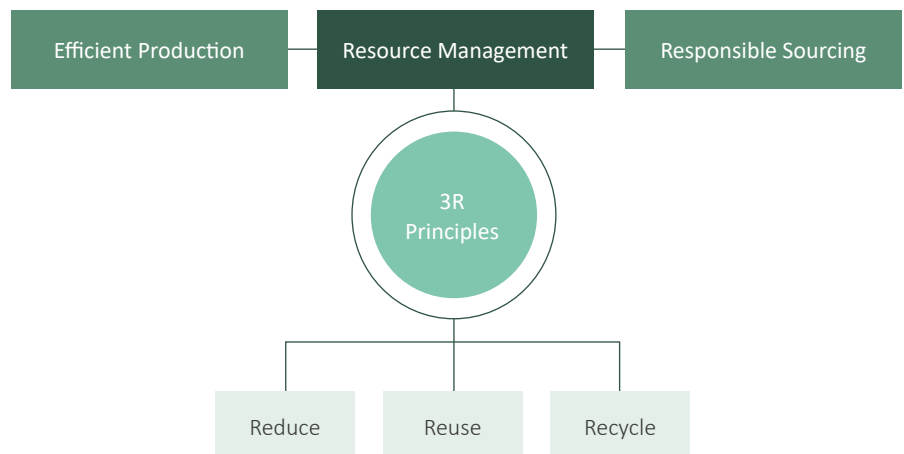 Efficient Production
Resource Management
Responsible Sourcing
3R
Principles
Reduce
Reuse
Recycle